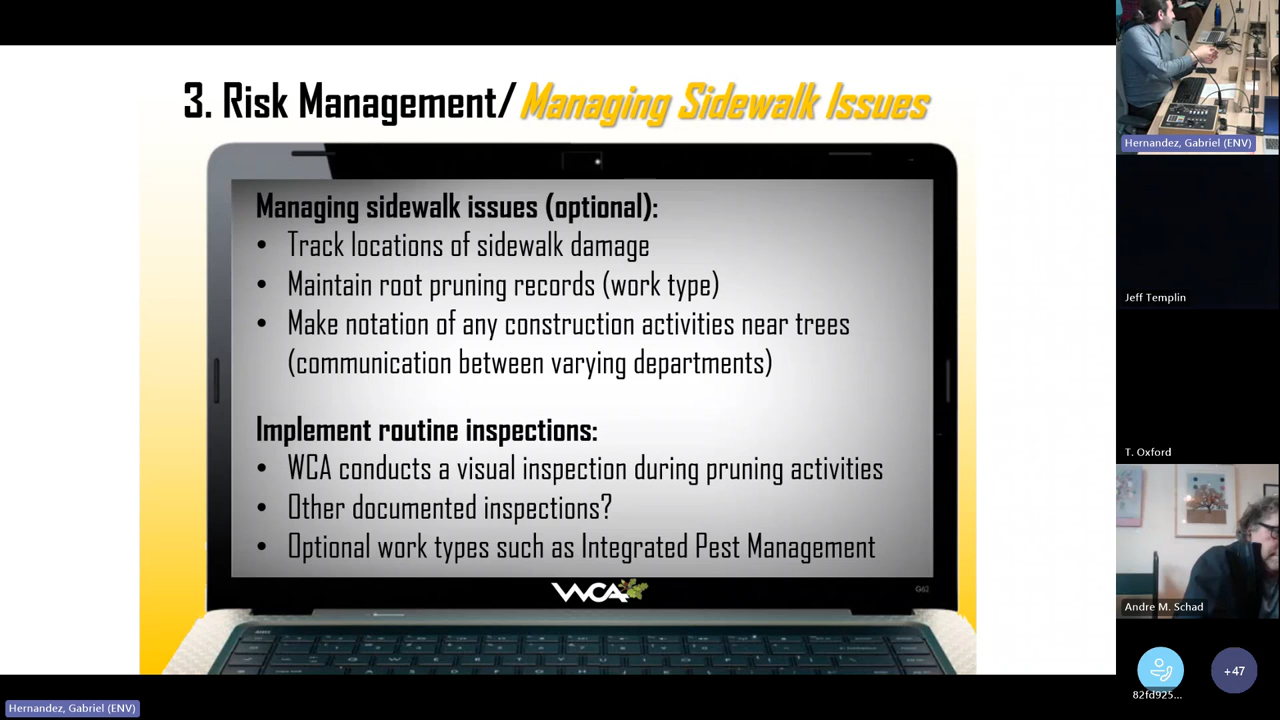 3. Risk Management/Managing Sidewalk Issues
Managing sidewalk issues (optional):
• Track locations of sidewalk damage
• Maintain root pruning records (work type)
• Make notation of any construction activities near trees
(communication between varying departments)
Implement routine inspections:
• WCA conducts a visual inspection during pruning activities
• Other documented inspections?
• Optional work types such as Integrated Pest Management
WCA
G62
Hernandez, Gabriel (ENV)
Jeff Templin
T. Oxford
Andre M. Schad
82fd925...
+47
Hernandez, Gabriel (ENV)